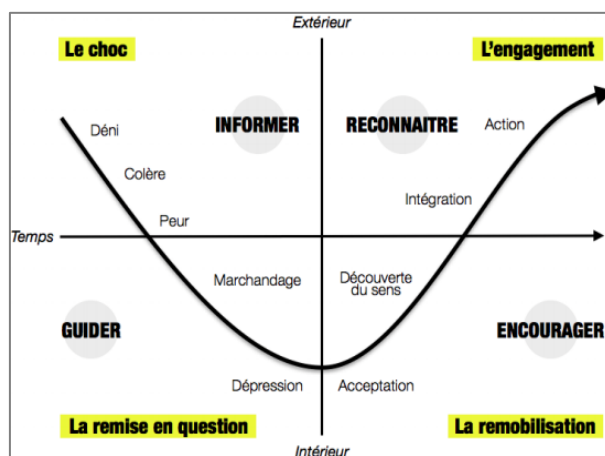 Extérieur
Le choc
L'engagement
Déni
INFORMER
RECONNAITRE
Action
Colère
Intégration
Peur
Temps
Marchandage
Découverte
du sens
GUIDER
ENCOURAGER
Dépression
Acceptation
La remise en question
La remobilisation
Intérieur